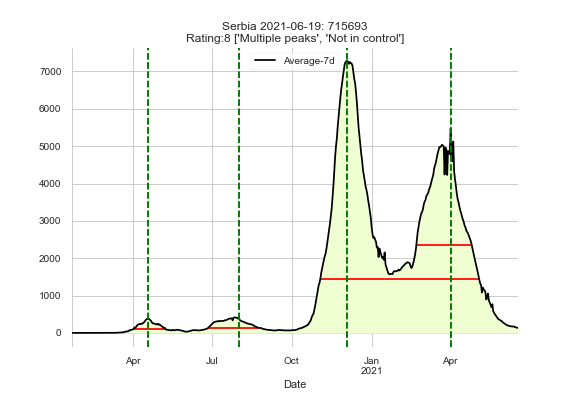 Serbia 2021-06-19: 715693
Rating:8 ['Multiple peaks', 'Not in control']
Average-7d
7000
6000
5000
4000
3000
2000
1000
0
Apr
Jul
Oct
Jan
2021
Apr
Date